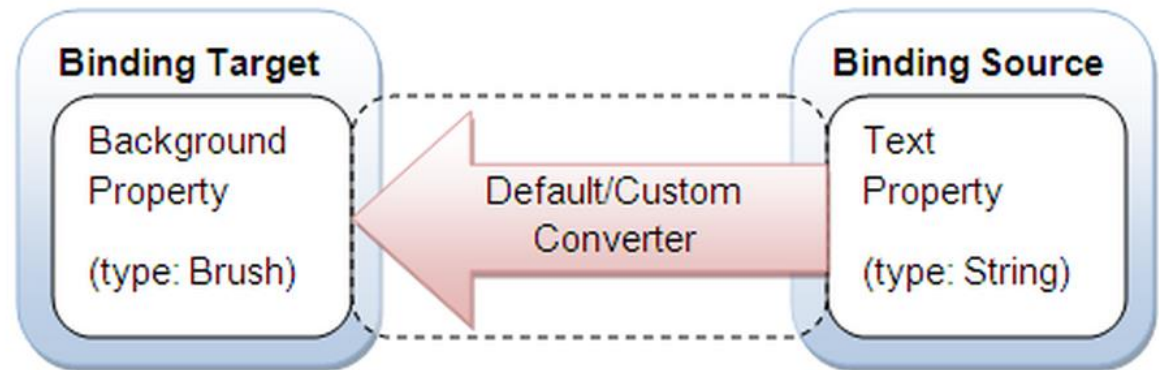 Binding Target
Background
Property
(type: Brush)
Default/Custom
Converter
Binding Source
Text
Property
(type: String)